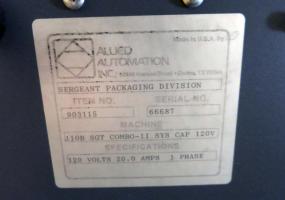 Made in U.S.A. By
ALLIED
AUTOMATION
INC.
SERGEANT PACKAGING DIVISION
ITEM NO. SERIAL NO.
903115 66687
MACHINE
J10B SGT COMBO-II SYS CAP 120V
SPECIFICATIONS
120 VOLTS 20.0 AMPS 1 PHASE